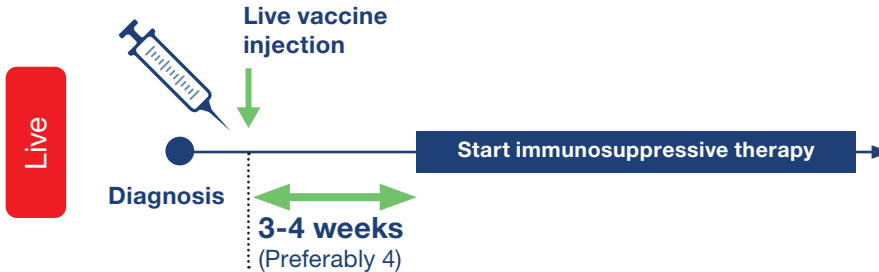 Live vaccine
injection
Live
Start immunosuppressive therapy
Diagnosis
3-4 weeks
(Preferably 4)